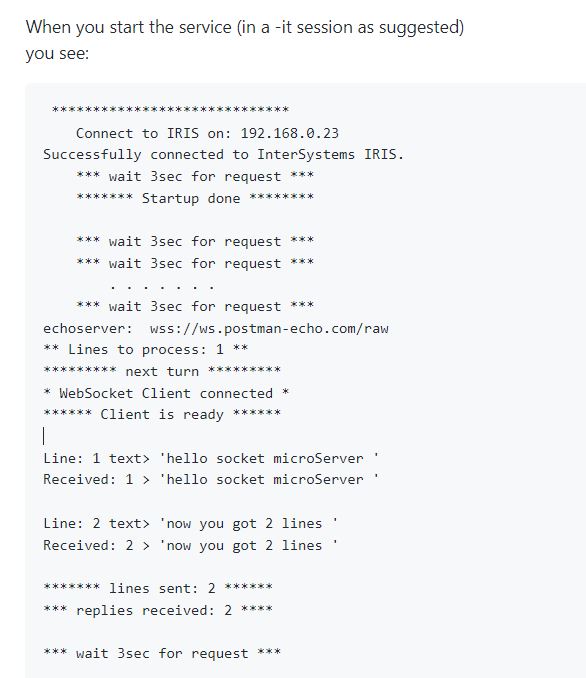 When you start the service (in a -it session as suggested)
you see:
*****************************
Connect to IRIS on: 192.168.0.23
Successfully connected to InterSystems IRIS.
*** wait 3sec for request ***
******* Startup done ********
*** wait 3sec for request ***
*** wait 3sec for request ***
. . . . . . .
*** wait 3sec for request ***
echoserver:  wss://ws.postman-echo.com/raw
** Lines to process: 1 **
********* next turn *********
* WebSocket Client connected *
****** Client is ready ******
|
Line: 1 text> 'hello socket microServer '
Received: 1 > 'hello socket microServer '
Line: 2 text> 'now you got 2 lines '
Received: 2 > 'now you got 2 lines '
******* lines sent: 2 ******
*** replies received: 2 ****
*** wait 3sec for request ***